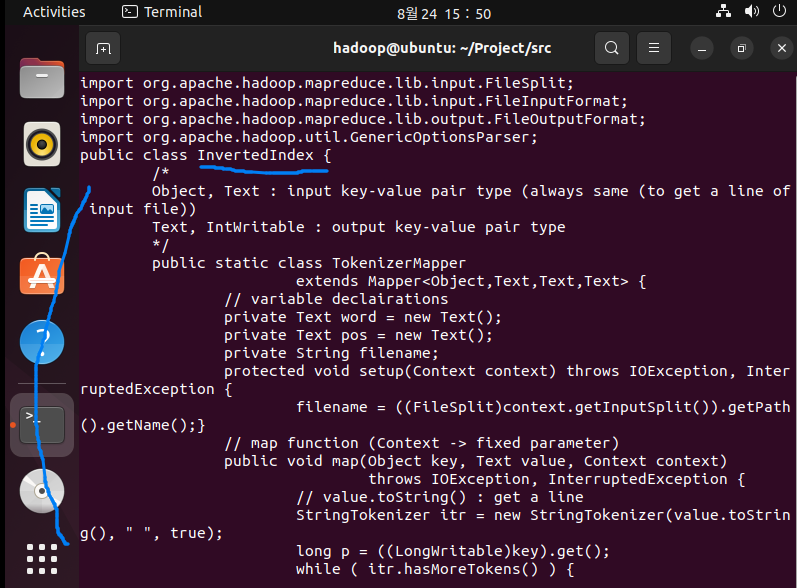 Activities
Terminal
8월 24 15 : 50
hadoop@ubuntu: ~/Project/src
import org.apache.hadoop.mapreduce.lib.input.FileSplit;
import org.apache.hadoop.mapreduce.lib.input.FileInputFormat;
import org.apache.hadoop.mapreduce.lib.output.FileOutputFormat;
import org.apache.hadoop.util.GenericOptionsParser;
public class InvertedIndex {
/*
Object, Text : input key-value pair type (always same (to get a line of
input file))
Text, IntWritable : output key-value pair type
*/
public static class TokenizerMapper
extends Mapper<Object,Text,Text,Text> {
// variable declairations
private Text word = new Text();
private Text pos = new Text();
private String filename;
protected void setup(Context context) throws IOException, Inter
ruptedException {
filename = ((FileSplit)context.getInputSplit()).getPath
().getName();}
// map function (Context -> fixed parameter)
public void map(Object key, Text value, Context context)
throws IOException, InterruptedException {
// value.toString() : get a line
StringTokenizer itr = new StringTokenizer(value.toStrin
g(), " ", true);
long p = ((LongWritable)key).get();
while ( itr.hasMoreTokens() ) {